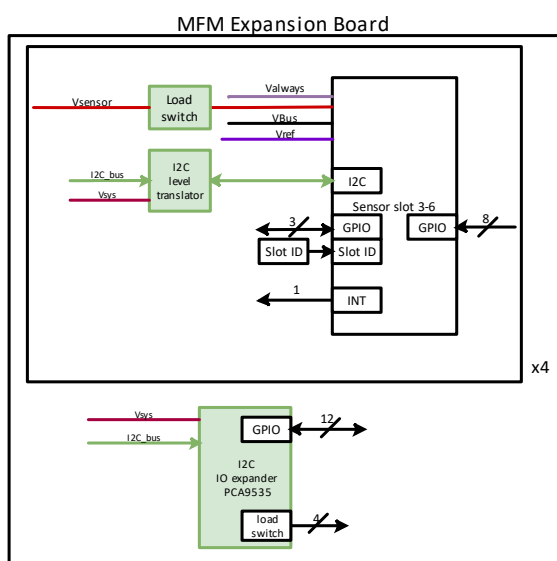 MFM Expansion Board
Valways
Vsensor
Load
switch
VBus
Vref
I2C
level
translator
I2C_bus
Vsys
I2C
Sensor slot 3-6
3
GPIO
GPIO
8
Slot ID
Slot ID
1
INT
x4
Vsys
I2C_bus
GPIO
12
I2C
IO expander
PCA9535
load
switch
4